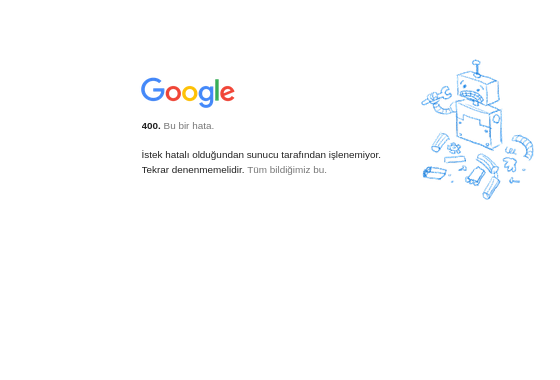 Google
400. Bu bir hata.
İstek hatalı olduğundan sunucu tarafından işlenemiyor.
Tekrar denenmemelidir. Tüm bildiğimiz bu.